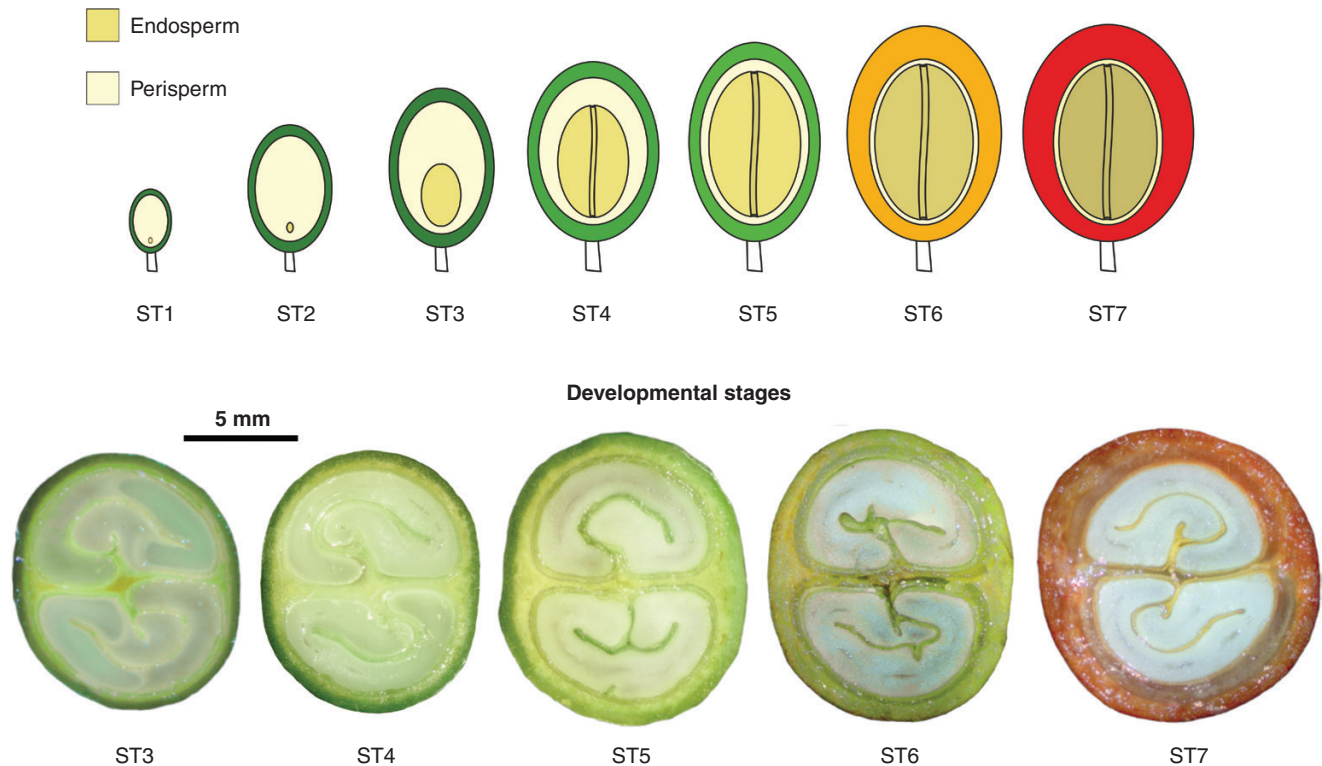 Endosperm
Perisperm
ST1 ST2 ST3 ST4 ST5 ST6 ST7
Developmental stages
5 mm
ST3 ST4 ST5 ST6 ST7